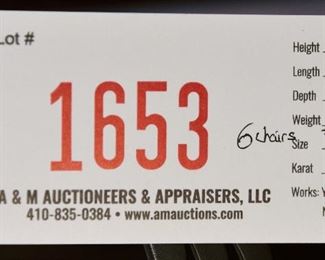 Lot #
1653
6 chairs
A & M AUCTIONEERS & APPRAISERS, LLC
410-835-0384 • www.amauctions.com
Height
Length
Depth
Weight
Size
Karat
Works: Y